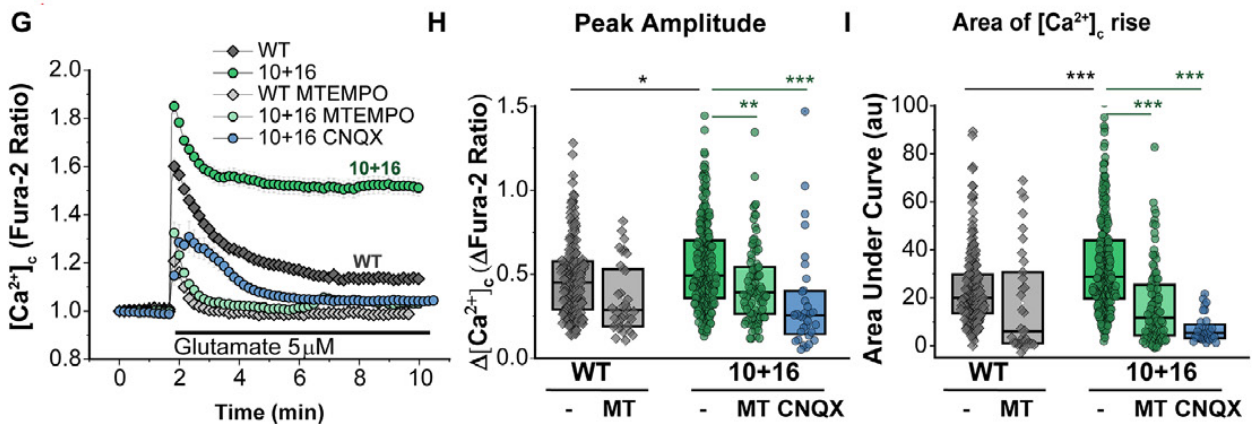 G
WT
10+16
WT MTEMPO
10+16 MTEMPO
10+16 CNQX
[Ca²⁺]c (Fura-2 Ratio)
2.0
1.8
1.6
1.4
1.2
1.0
0.8
10+16
WT
Glutamate 5µM
0 2 4 6 8 10
Time (min)
H
Peak Amplitude
Δ[Ca²⁺]c (ΔFura-2 Ratio)
* ***
**
1.5
1.0
0.5
0.0
WT 10+16
- MT - MT CNQX
I
Area of [Ca²⁺]c rise
Area Under Curve (au)
*** ***
***
100
80
60
40
20
0
WT 10+16
- MT - MT CNQX